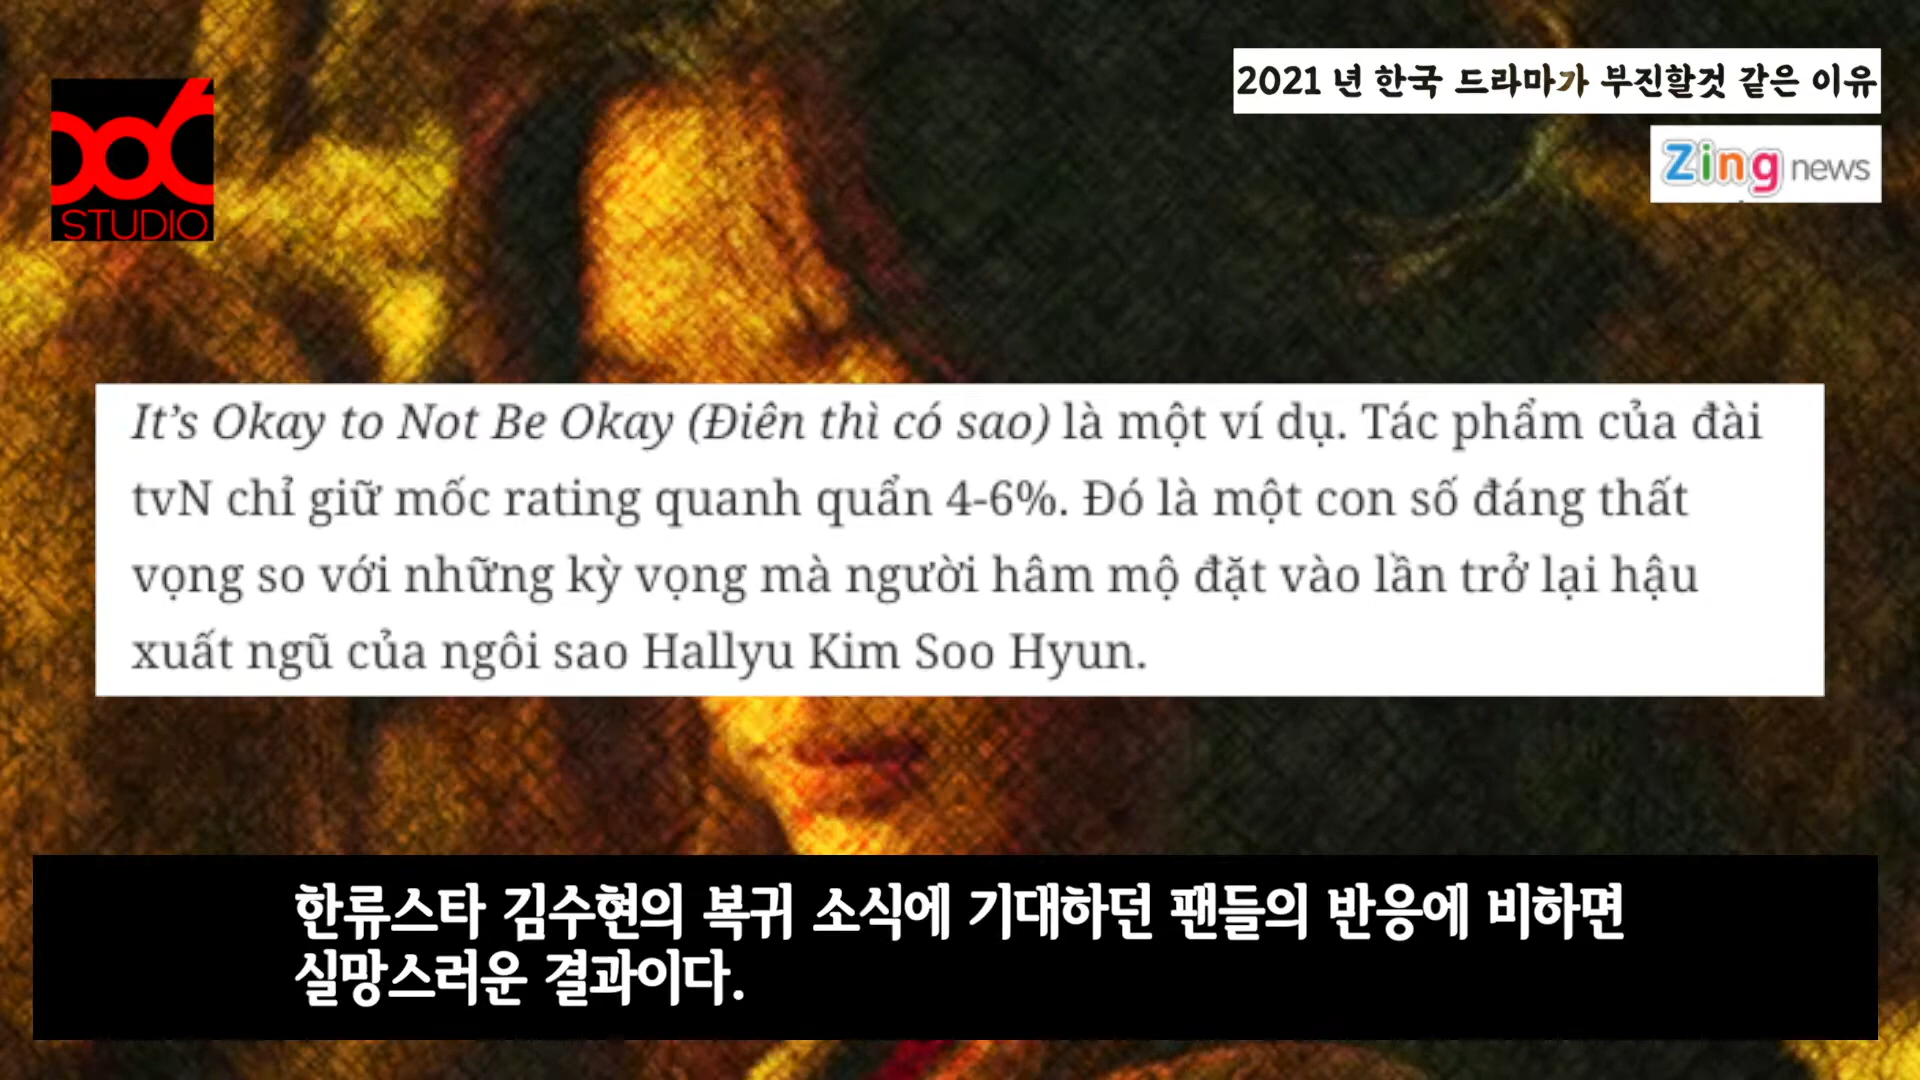 2021 년 한국 드라마가 부진할것 같은 이유
Zing news
STUDIO
It's Okay to Not Be Okay (Điên thì có sao) là một ví dụ. Tác phẩm của đài
tvN chỉ giữ mốc rating quanh quẩn 4-6%. Đó là một con số đáng thất
vọng so với những kỳ vọng mà người hâm mộ đặt vào lần trở lại hậu
xuất ngũ của ngôi sao Hallyu Kim Soo Hyun.
한류스타 김수현의 복귀 소식에 기대하던 팬들의 반응에 비하면
실망스러운 결과이다.